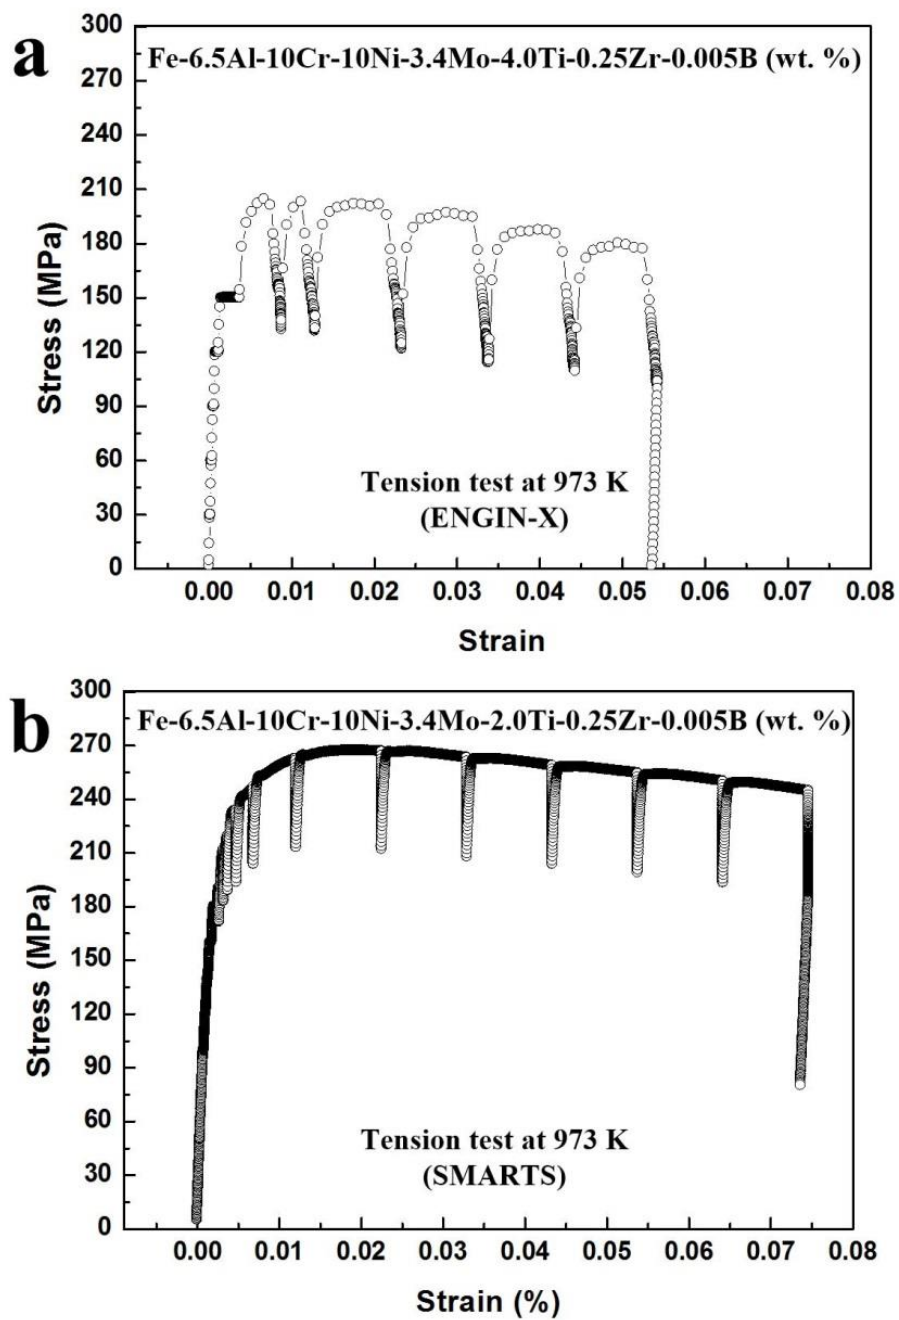 a
Fe-6.5Al-10Cr-10Ni-3.4Mo-4.0Ti-0.25Zr-0.005B (wt. %)
300
270
240
210
180
150
120
90
60
30
0
Stress (MPa)
Tension test at 973 K
(ENGIN-X)
0.00 0.01 0.02 0.03 0.04 0.05 0.06 0.07 0.08
Strain
b
Fe-6.5Al-10Cr-10Ni-3.4Mo-2.0Ti-0.25Zr-0.005B (wt. %)
300
270
240
210
180
150
120
90
60
30
0
Stress (MPa)
Tension test at 973 K
(SMARTS)
0.00 0.01 0.02 0.03 0.04 0.05 0.06 0.07 0.08
Strain (%)